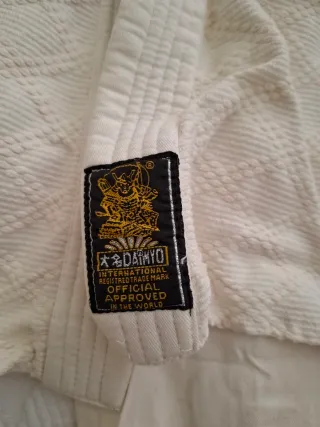 ®
大名 DAIMYO
INTERNATIONAL
REGISTRED TRADE MARK
OFFICIAL
APPROVED
IN THE WORLD